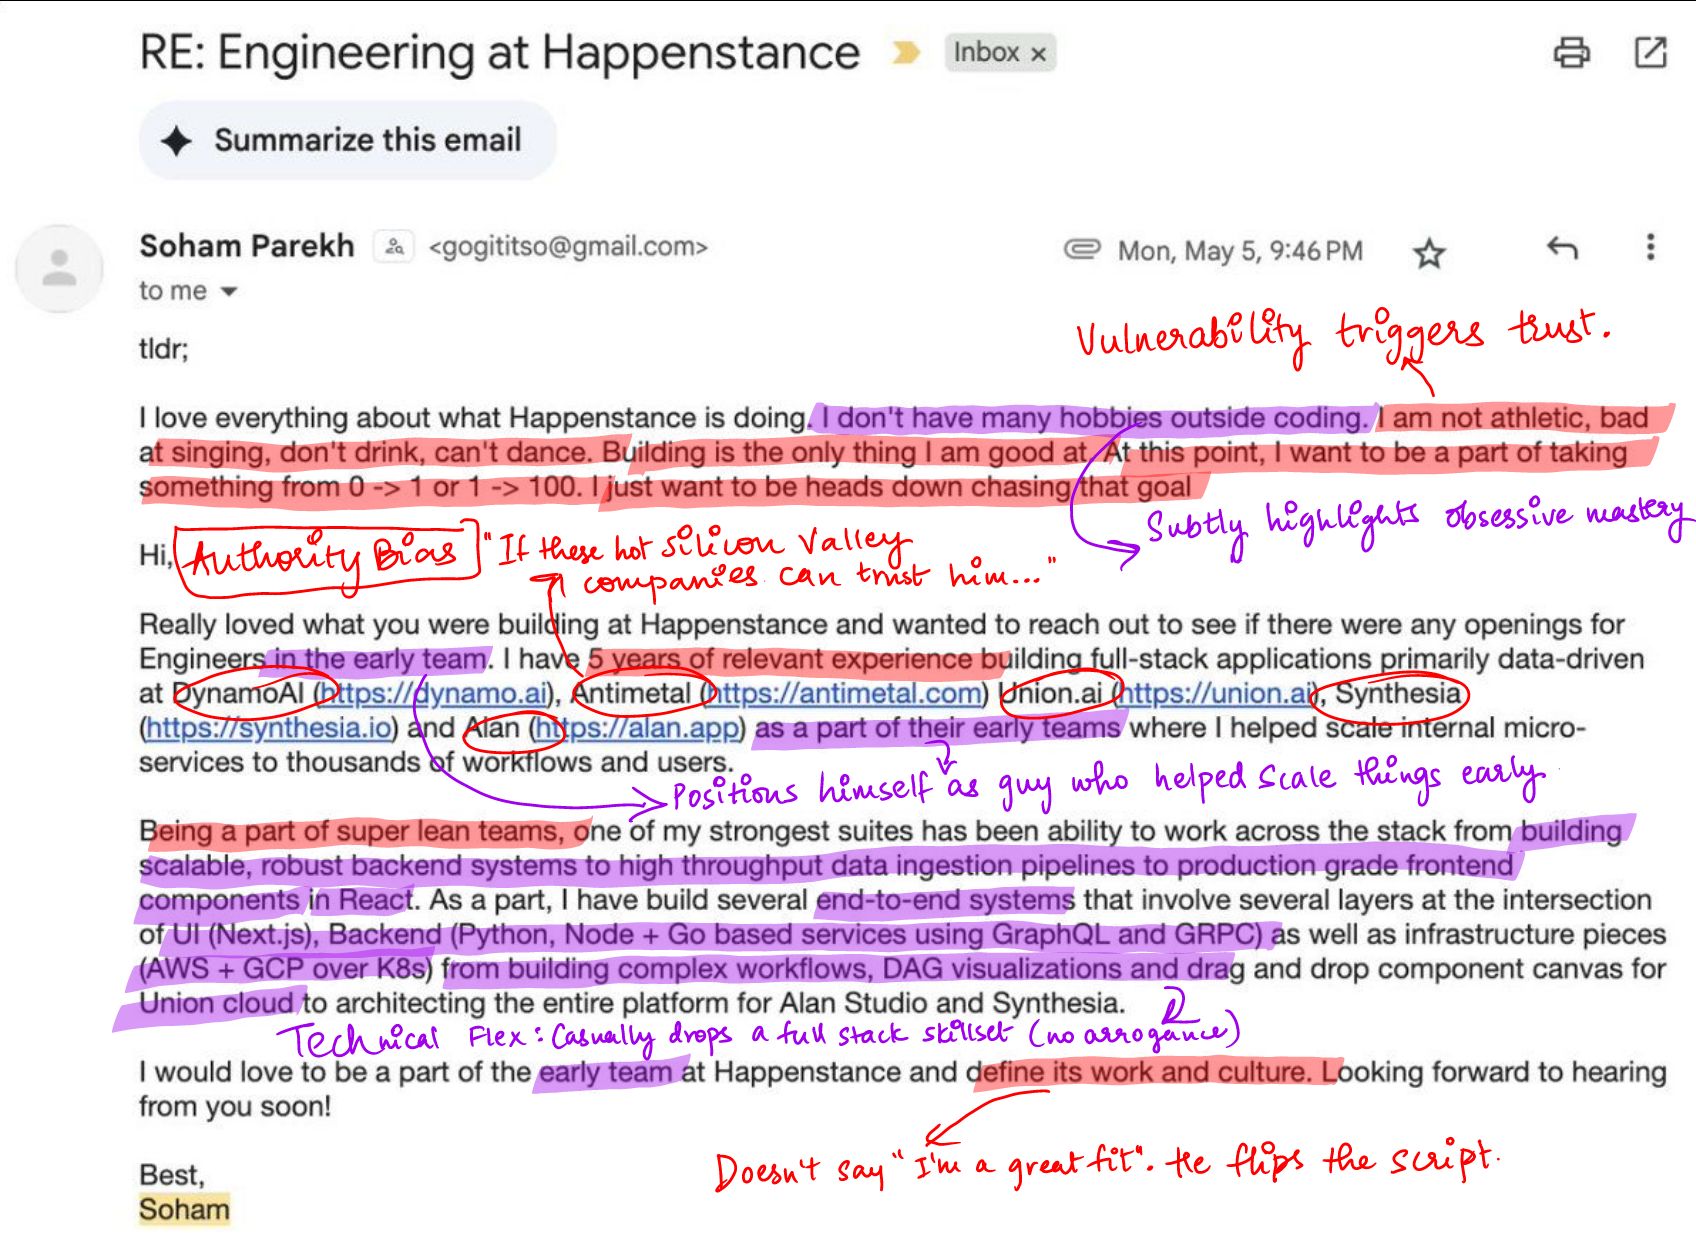 RE: Engineering at Happenstance Inbox x
Summarize this email
Soham Parekh <gogititso@gmail.com> Mon, May 5, 9:46 PM
to me
tldr;
Vulnerability triggers trust.
I love everything about what Happenstance is doing. I don't have many hobbies outside coding. I am not athletic, bad
at singing, don't drink, can't dance. Building is the only thing I am good at. At this point, I want to be a part of taking
something from 0 -> 1 or 1 -> 100. I just want to be heads down chasing that goal
Subtly highlights obsessive mastery
Hi,
Authority Bias "If these hot Silicon Valley
companies can trust him..."
Really loved what you were building at Happenstance and wanted to reach out to see if there were any openings for
Engineers in the early team. I have 5 years of relevant experience building full-stack applications primarily data-driven
at DynamoAI (https://dynamo.ai), Antimetal (https://antimetal.com) Union.ai (https://union.ai), Synthesia
(https://synthesia.io) and Alan (https://alan.app) as a part of their early teams where I helped scale internal micro-
services to thousands of workflows and users.
Positions himself as guy who helped scale things early
Being a part of super lean teams, one of my strongest suites has been ability to work across the stack from building
scalable, robust backend systems to high throughput data ingestion pipelines to production grade frontend
components in React. As a part, I have build several end-to-end systems that involve several layers at the intersection
of UI (Next.js), Backend (Python, Node + Go based services using GraphQL and GRPC) as well as infrastructure pieces
(AWS + GCP over K8s) from building complex workflows, DAG visualizations and drag and drop component canvas for
Union cloud to architecting the entire platform for Alan Studio and Synthesia.
Technical Flex: Casually drops a full stack skillset (no arrogance)
I would love to be a part of the early team at Happenstance and define its work and culture. Looking forward to hearing
from you soon!
Doesn't say "I'm a great fit". He flips the script.
Best,
Soham